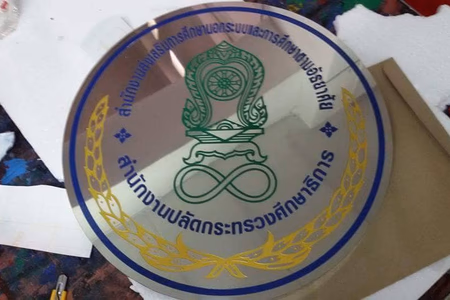 สำนักงานส่งเสริมการศึกษานอกระบบและการศึกษาตามอัธยาศัย
สำนักงานปลัดกระทรวงศึกษาธิการ